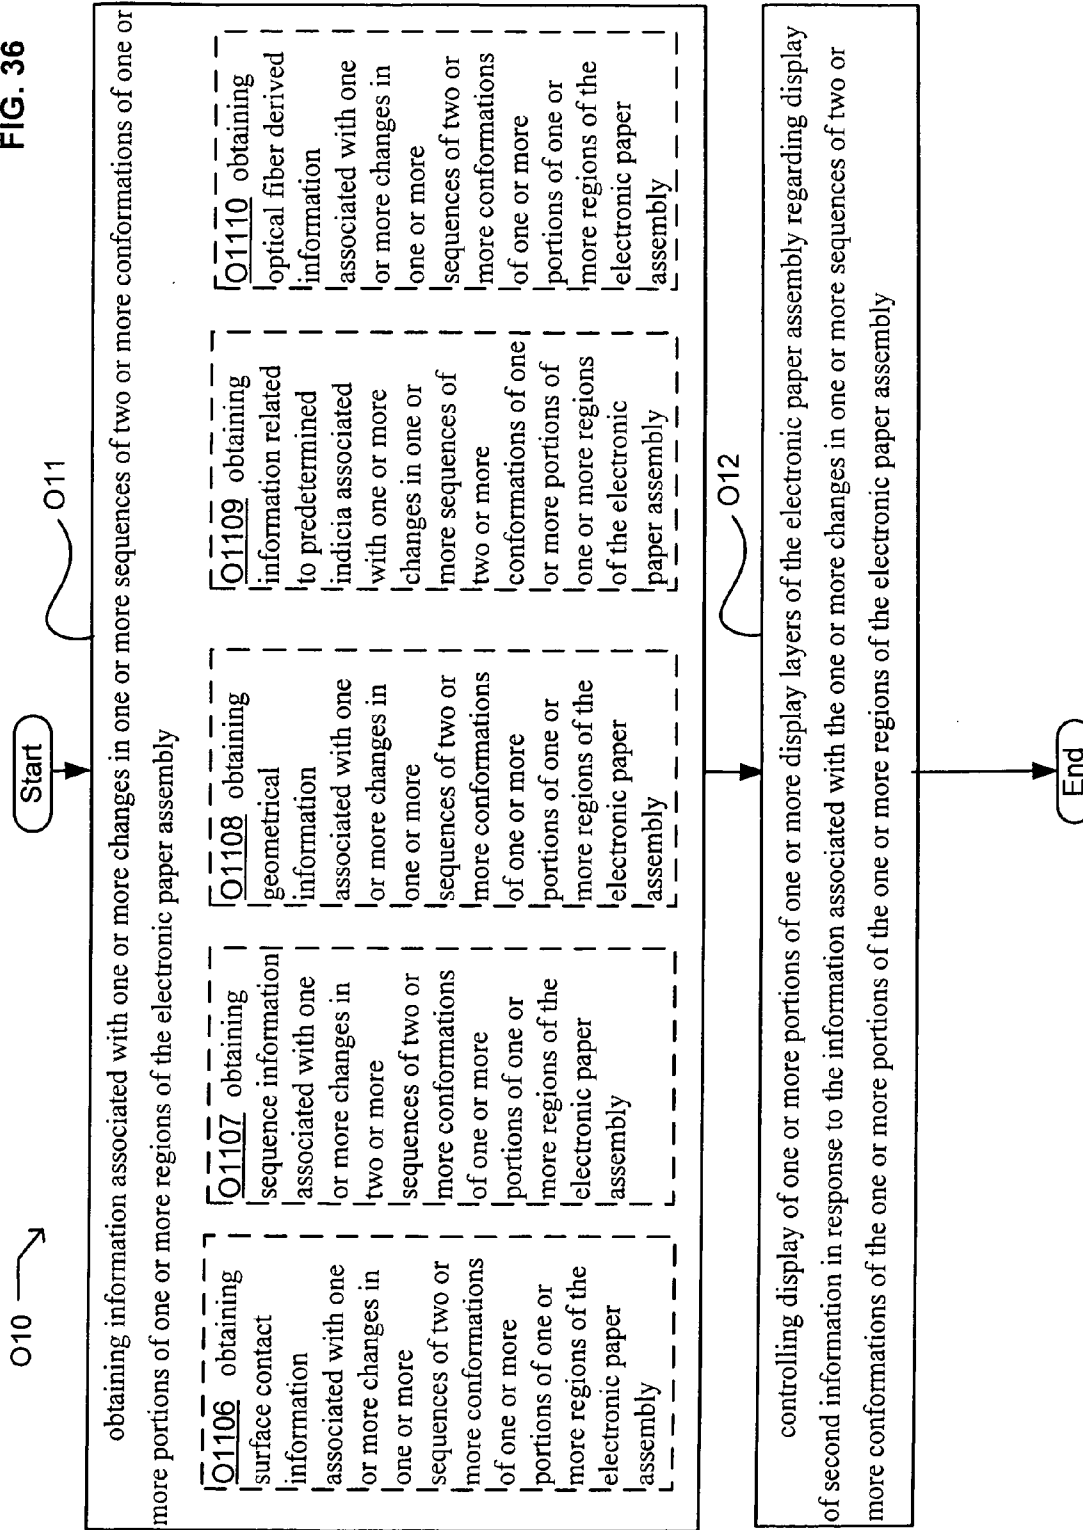 FIG. 36
O10
Start
O11
obtaining information associated with one or more changes in one or more sequences of two or more conformations of one or
more portions of one or more regions of the electronic paper assembly
O1106 obtaining
surface contact
information
associated with one
or more changes in
one or more
sequences of two or
more conformations
of one or more
portions of one or
more regions of the
electronic paper
assembly
O1107 obtaining
sequence information
associated with one
or more changes in
two or more
sequences of two or
more conformations
of one or more
portions of one or
more regions of the
electronic paper
assembly
O1108 obtaining
geometrical
information
associated with one
or more changes in
one or more
sequences of two or
more conformations
of one or more
portions of one or
more regions of the
electronic paper
assembly
O1109 obtaining
information related
to predetermined
indicia associated
with one or more
changes in one or
more sequences of
two or more
conformations of one
or more portions of
one or more regions
of the electronic
paper assembly
O1110 obtaining
optical fiber derived
information
associated with one
or more changes in
one or more
sequences of two or
more conformations
of one or more
portions of one or
more regions of the
electronic paper
assembly
O12
controlling display of one or more portions of one or more display layers of the electronic paper assembly regarding display
of second information in response to the information associated with the one or more changes in one or more sequences of two or
more conformations of the one or more portions of the one or more regions of the electronic paper assembly
End